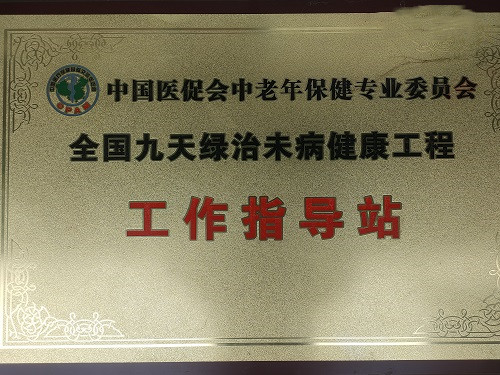 中国医促会中老年保健专业委员会
全国九天绿治未病健康工程
工作指导站